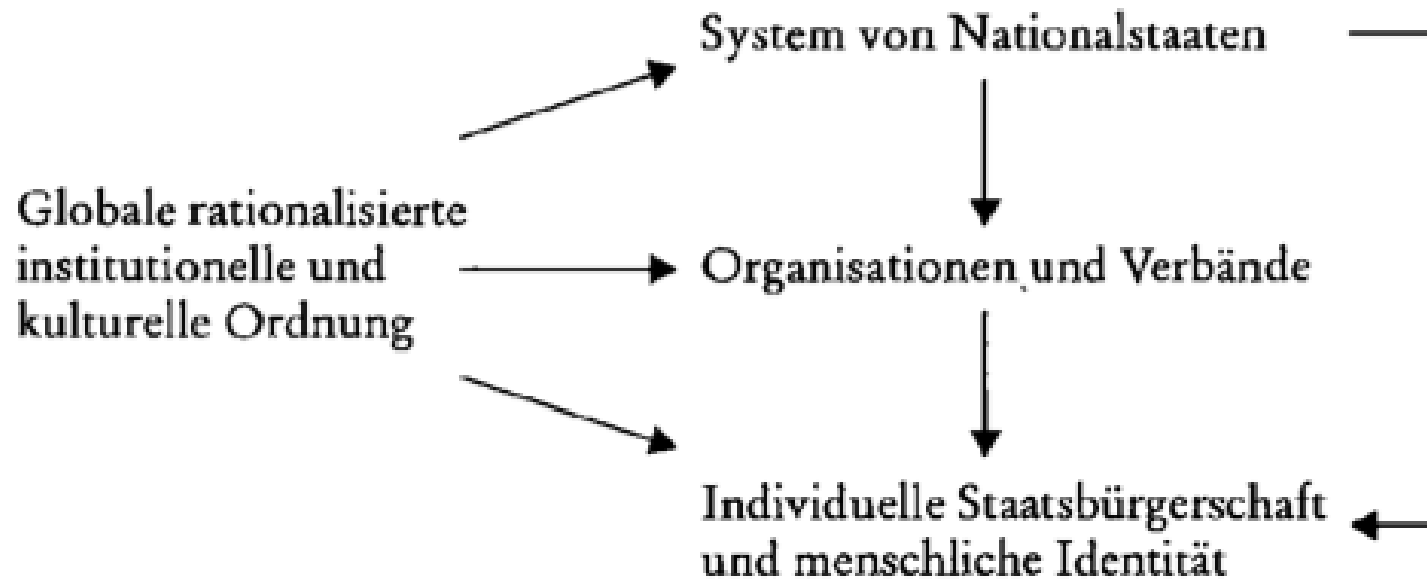 System von Nationalstaaten
Globale rationalisierte
institutionelle und
kulturelle Ordnung
Organisationen und Verbände
Individuelle Staatsbürgerschaft
und menschliche Identität